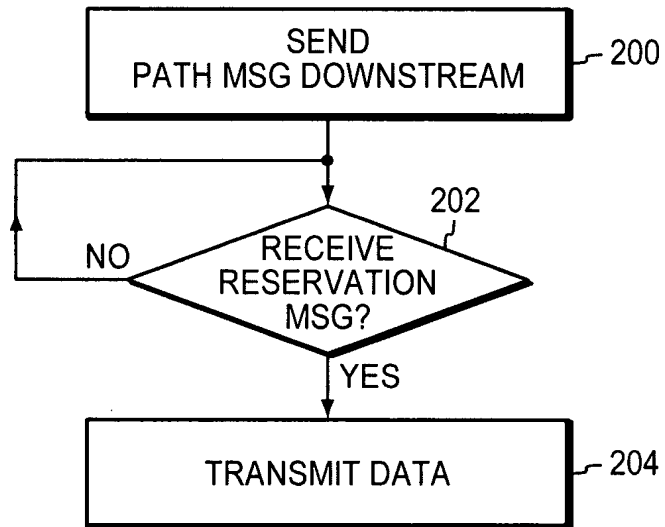 SEND
PATH MSG DOWNSTREAM
200
202
NO
RECEIVE
RESERVATION
MSG?
YES
TRANSMIT DATA
204